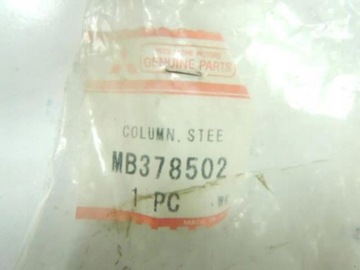 GENUINE PARTS
COLUMN, STEE
MB378502
1 PC